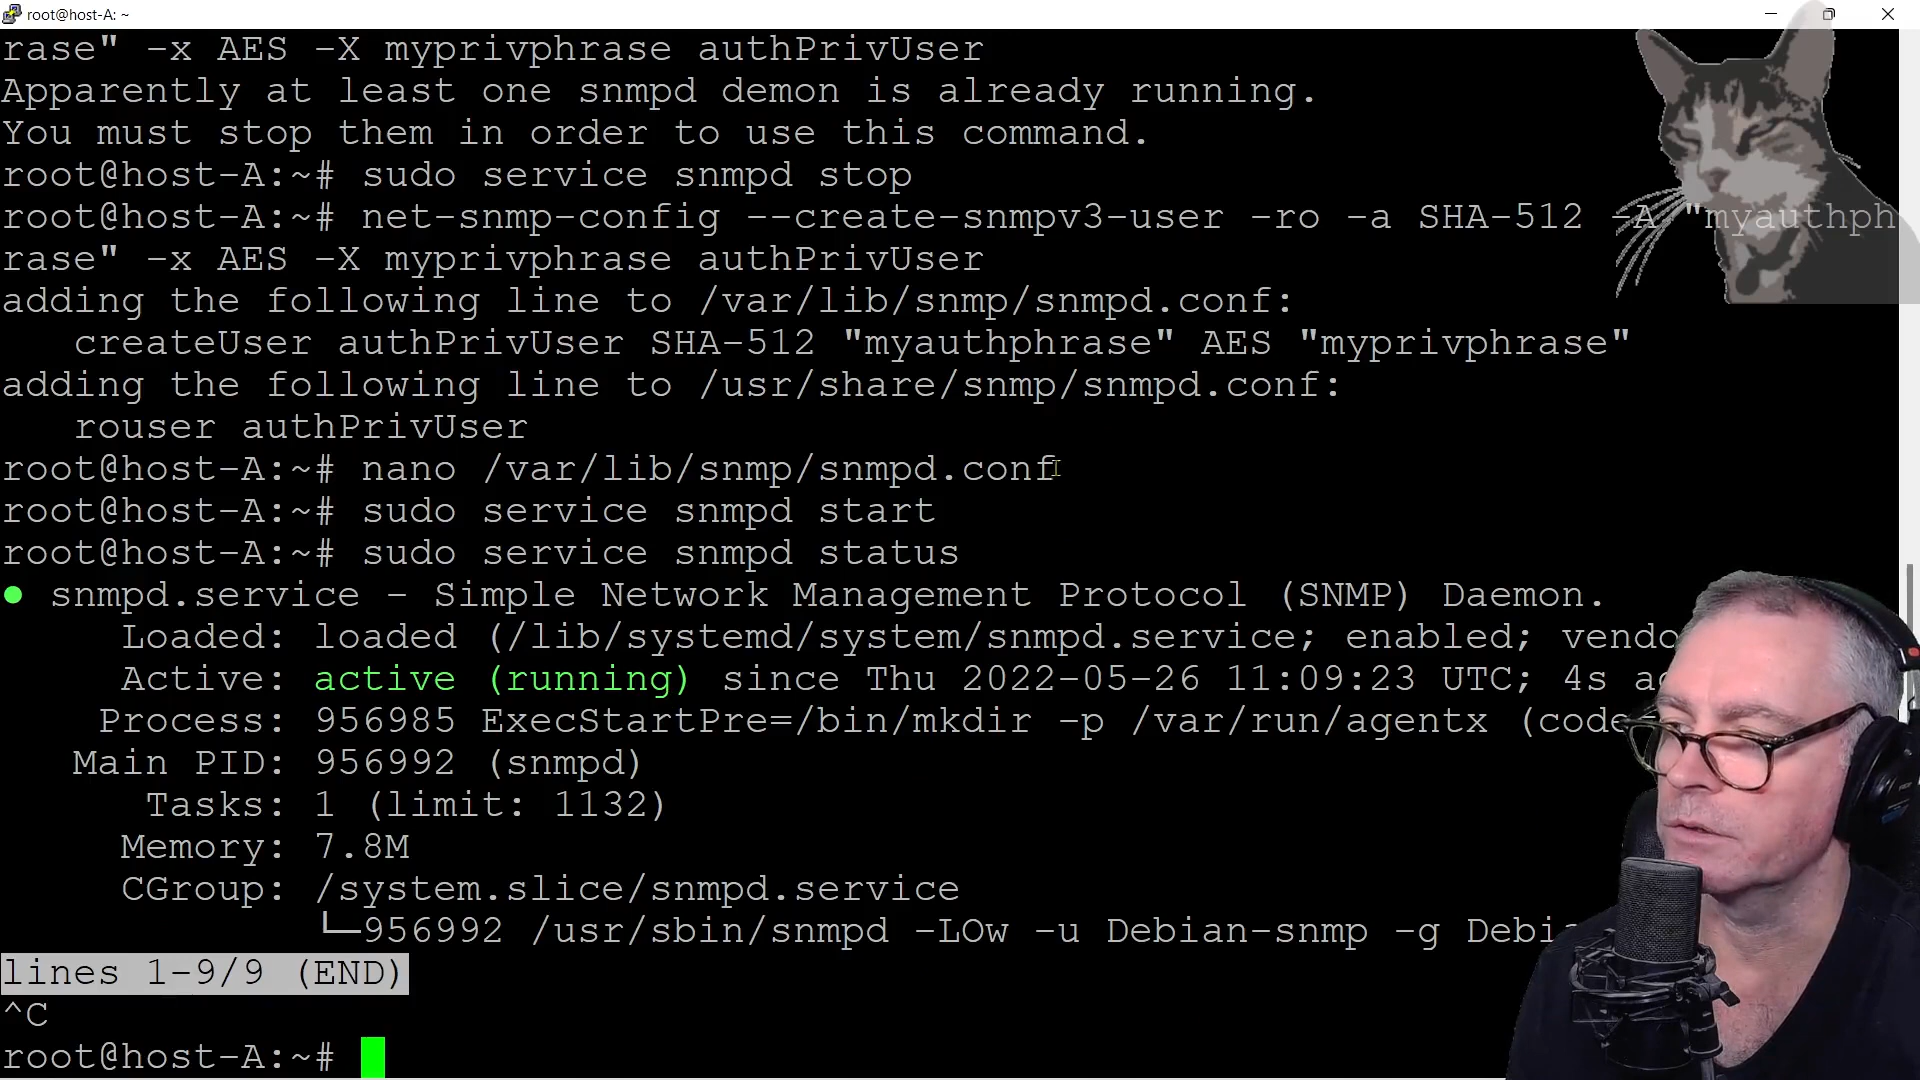 root@host-A: ~
rase" -x AES -X myprivphrase authPrivUser
Apparently at least one snmpd demon is already running.
You must stop them in order to use this command.
root@host-A:~# sudo service snmpd stop
root@host-A:~# net-snmp-config --create-snmpv3-user -ro -a SHA-512 -A "myauthph
rase" -x AES -X myprivphrase authPrivUser
adding the following line to /var/lib/snmp/snmpd.conf:
createUser authPrivUser SHA-512 "myauthphrase" AES "myprivphrase"
adding the following line to /usr/share/snmp/snmpd.conf:
rouser authPrivUser
root@host-A:~# nano /var/lib/snmp/snmpd.conf
root@host-A:~# sudo service snmpd start
root@host-A:~# sudo service snmpd status
● snmpd.service - Simple Network Management Protocol (SNMP) Daemon.
Loaded: loaded (/lib/systemd/system/snmpd.service; enabled; vendo
Active: active (running) since Thu 2022-05-26 11:09:23 UTC; 4s a
Process: 956985 ExecStartPre=/bin/mkdir -p /var/run/agentx (code
Main PID: 956992 (snmpd)
Tasks: 1 (limit: 1132)
Memory: 7.8M
CGroup: /system.slice/snmpd.service
└─956992 /usr/sbin/snmpd -LOw -u Debian-snmp -g Debi
lines 1-9/9 (END)
^C
root@host-A:~#